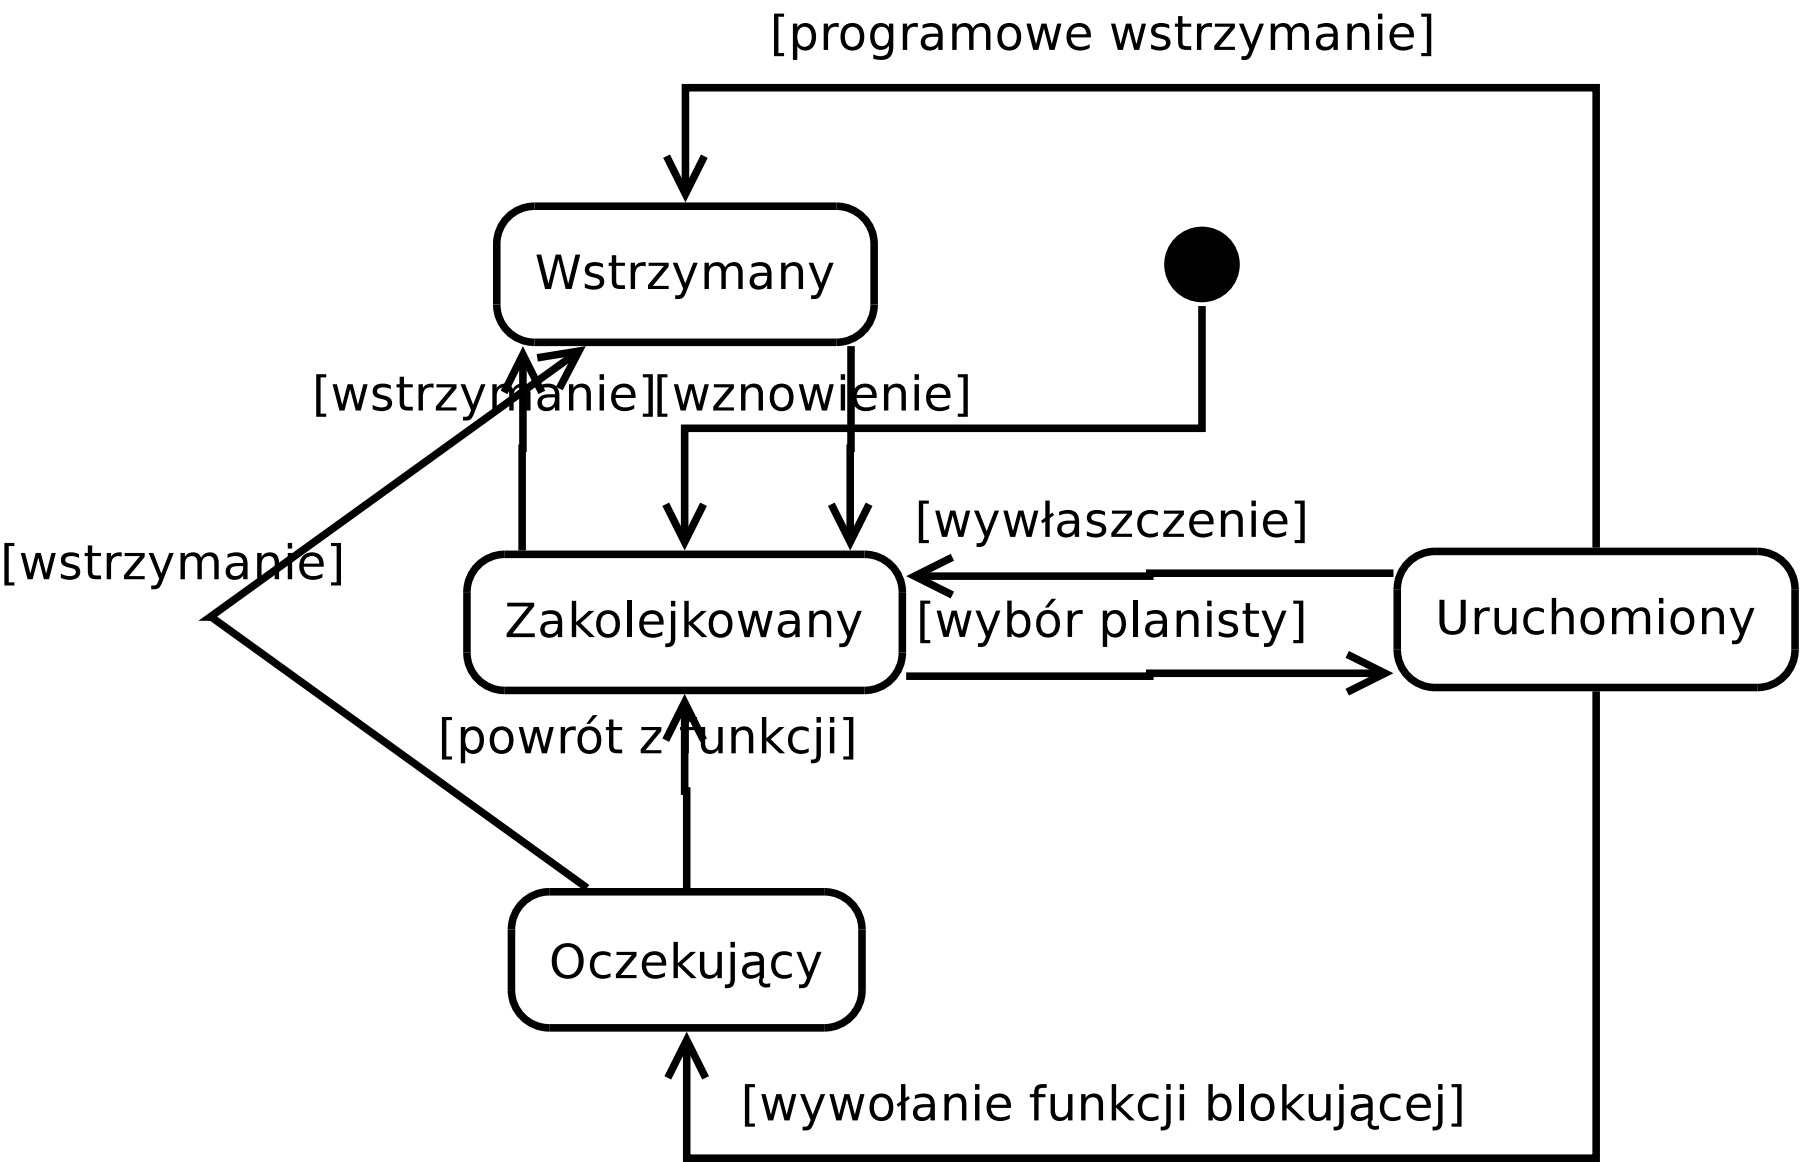 [programowe wstrzymanie]
Wstrzymany
[wstrzymanie]
[wznowienie]
[wywłaszczenie]
[wstrzymanie]
Zakolejkowany
[wybór planisty]
Uruchomiony
[powrót z funkcji]
Oczekujący
[wywołanie funkcji blokującej]